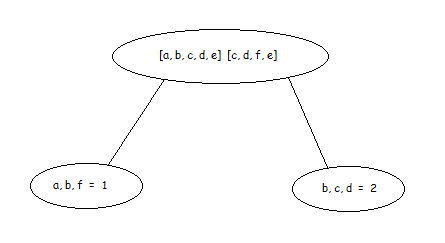 [a, b, c, d, e] [c, d, f, e]
a, b, f = 1
b, c, d = 2